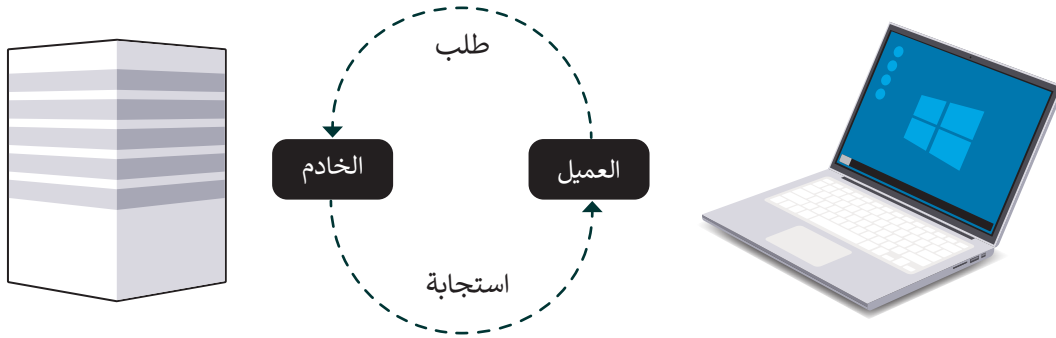 طلب
العميل
الخادم
استجابة